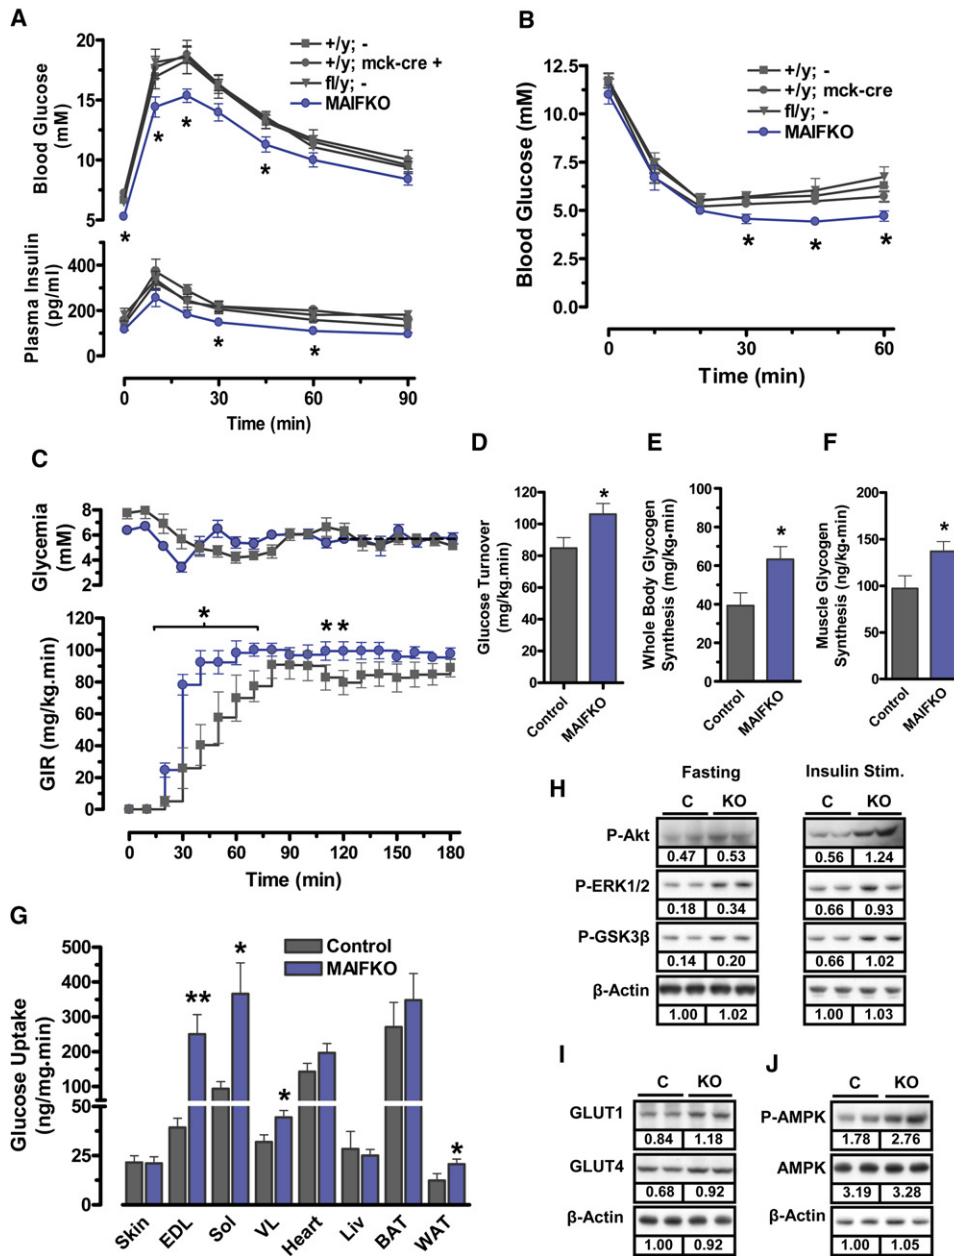 A
+/y; -
+/y; mck-cre +
fl/y; -
MAIFKO
Blood Glucose
(mM)
20
15
10
5
*
*
*
*
Plasma Insulin
(pg/ml)
400
200
0
*
*
0
30
60
90
Time (min)
B
+/y; -
+/y; mck-cre
fl/y; -
MAIFKO
Blood Glucose (mM)
12.5
10.0
7.5
5.0
2.5
0.0
*
*
*
0
30
60
Time (min)
C
Glycemia
(mM)
8
6
4
2
GIR (mg/kg.min)
120
100
80
60
40
20
0
*
**
0
30
60
90
120
150
180
Time (min)
D
Glucose Turnover
(mg/kg.min)
120
100
80
60
40
20
0
*
Control
MAIFKO
E
Whole Body Glycogen
Synthesis (mg/kg•min)
100
80
60
40
20
0
*
Control
MAIFKO
F
Muscle Glycogen
Synthesis (ng/kg•min)
200
150
100
50
0
*
Control
MAIFKO
G
Control
MAIFKO
Glucose Uptake
(ng/mg.min)
500
400
300
200
100
50
25
0
**
*
*
*
Skin
EDL
Sol
VL
Heart
Liv
BAT
WAT
H
Fasting
Insulin Stim.
C KO C KO
P-Akt
0.47 0.53 0.56 1.24
P-ERK1/2
0.18 0.34 0.66 0.93
P-GSK3β
0.14 0.20 0.66 1.02
β-Actin
1.00 1.02 1.00 1.03
I
C KO
GLUT1
0.84 1.18
GLUT4
0.68 0.92
β-Actin
1.00 0.92
J
C KO
P-AMPK
1.78 2.76
AMPK
3.19 3.28
β-Actin
1.00 1.05